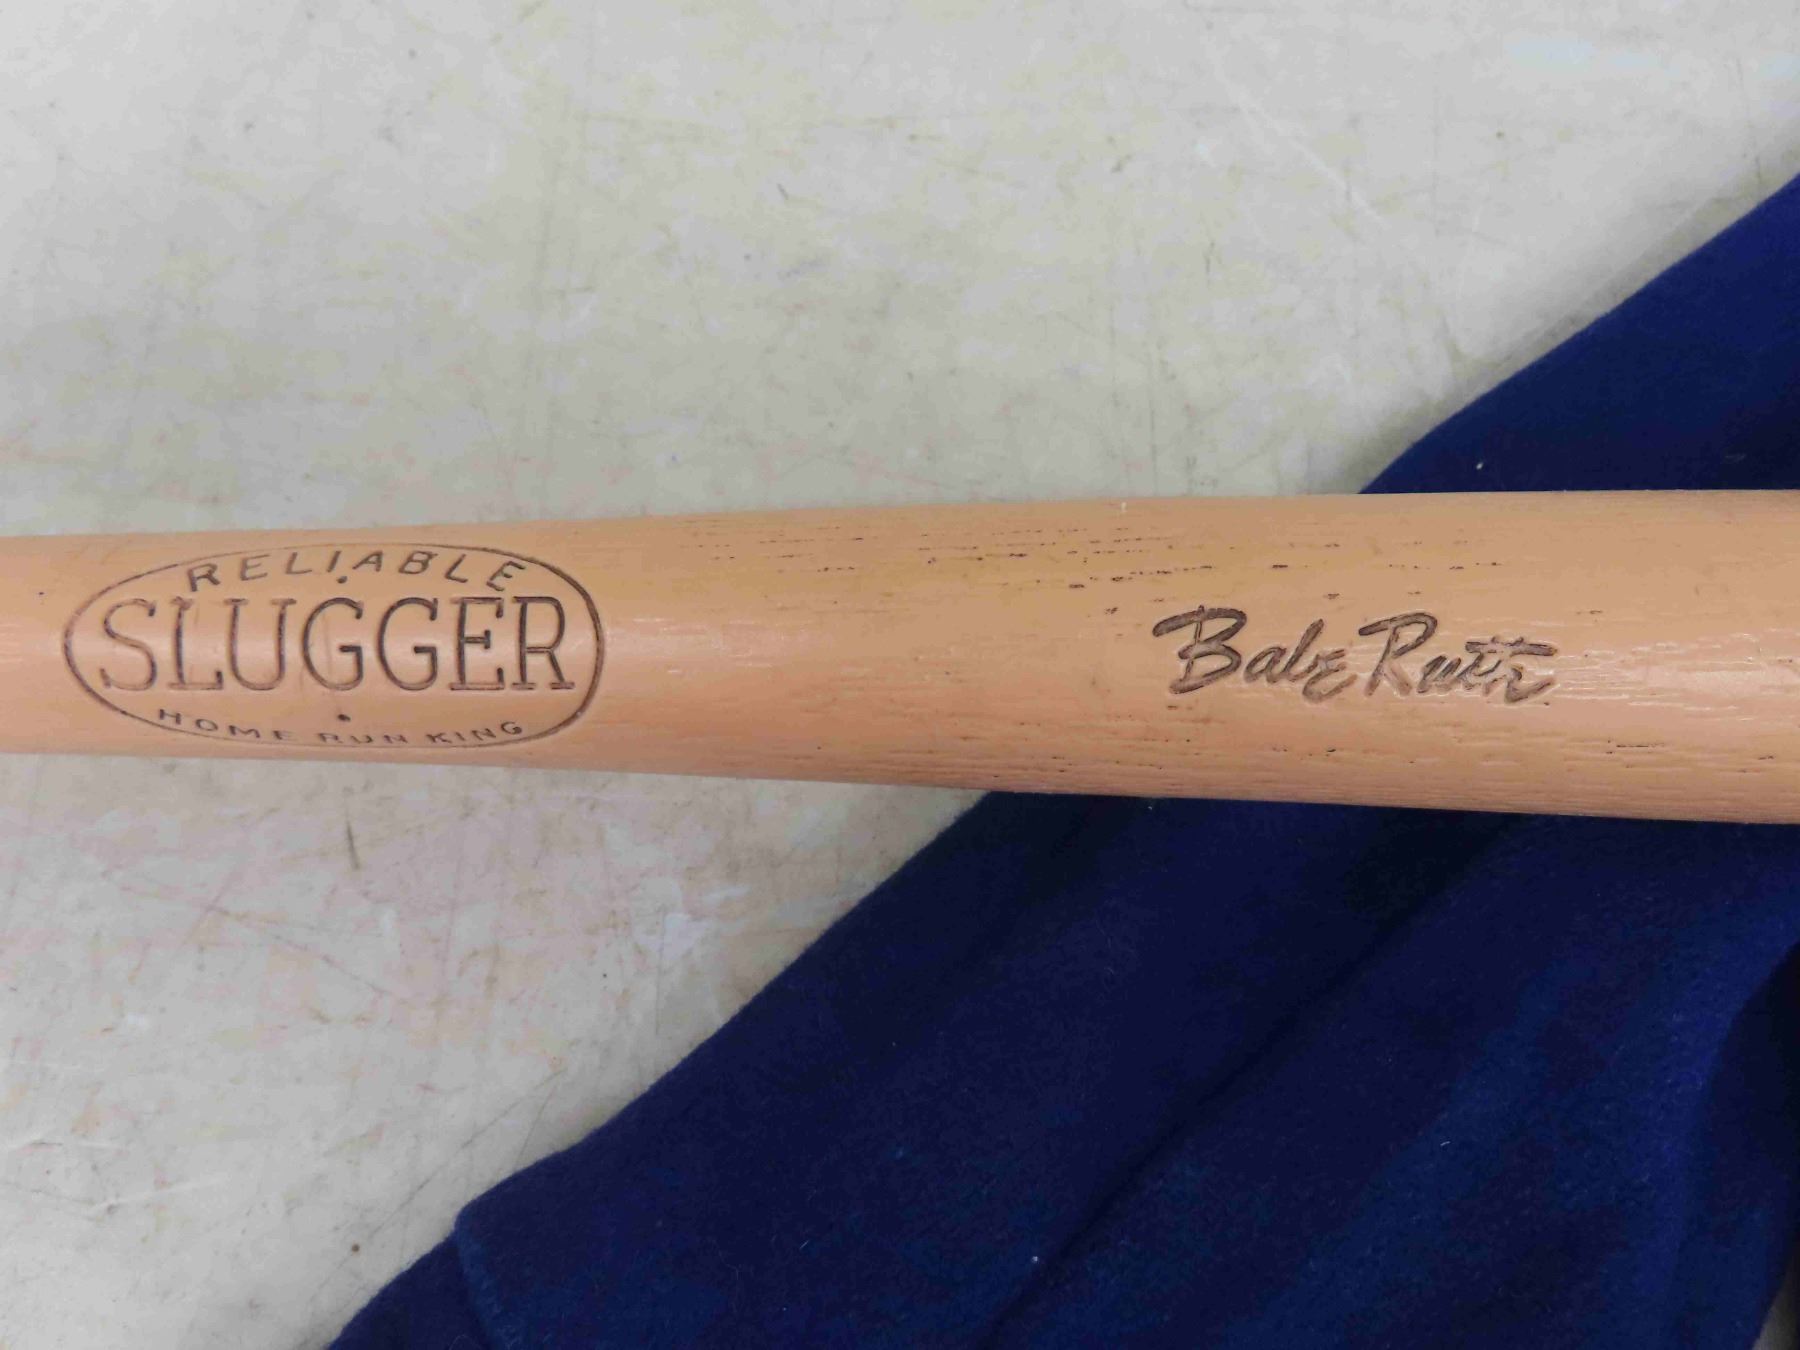 RELIABLE
SLUGGER
HOME RUN KING
Babe Ruth